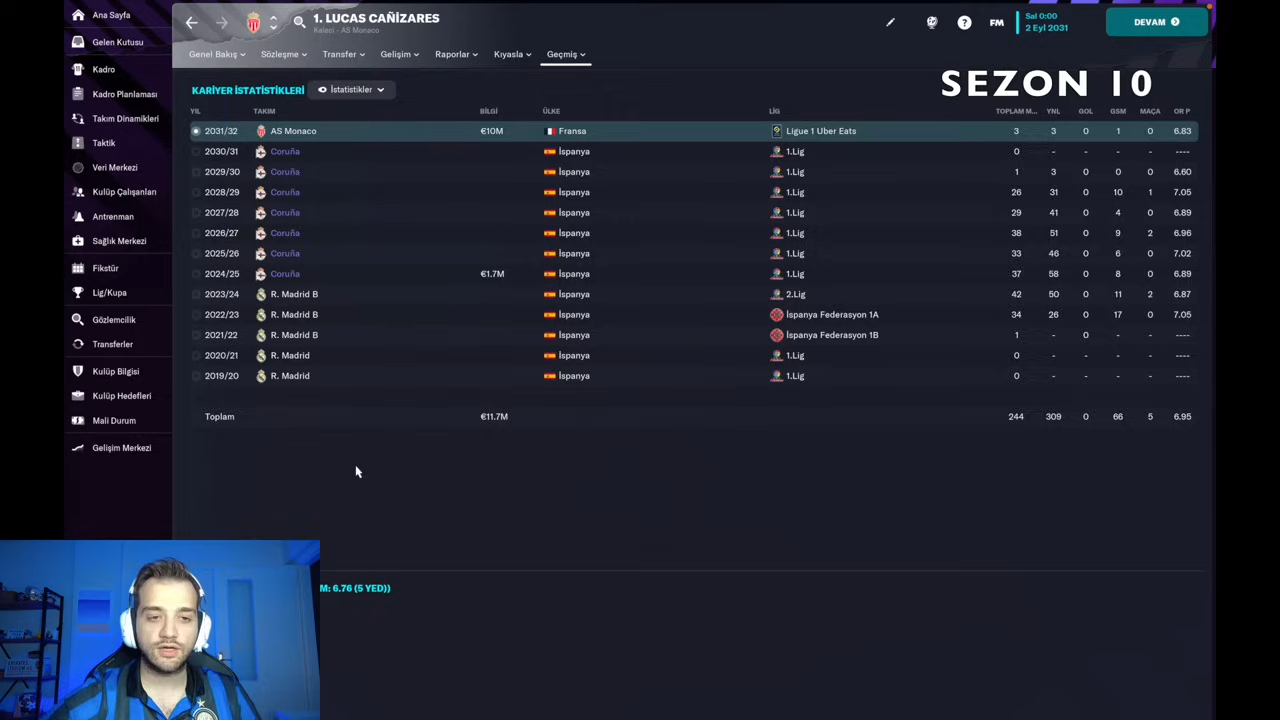 Ana Sayfa
Gelen Kutusu
Kadro
Kadro Planlaması
Takım Dinamikleri
Taktik
Veri Merkezi
Kulüp Çalışanları
Antrenman
Sağlık Merkezi
Fikstür
Lig/Kupa
Gözlemcilik
Transferler
Kulüp Bilgisi
Kulüp Hedefleri
Mali Durum
Gelişim Merkezi
1. LUCAS CAÑİZARES
Kaleci - AS Monaco
FM
Sal 0:00
2 Eyl 2031
DEVAM
Genel Bakış Sözleşme Transfer Gelişim Raporlar Kıyasla Geçmiş
SEZON 10
KARİYER İSTATİSTİKLERİ İstatistikler
YIL TAKIM BİLGİ ÜLKE LİG TOPLAM M... YNL GOL GSM MAÇA OR P
2031/32 AS Monaco €10M Fransa Ligue 1 Uber Eats 3 3 0 1 0 6.83
2030/31 Coruña İspanya 1.Lig 0 - - - - ----
2029/30 Coruña İspanya 1.Lig 1 3 0 0 0 6.60
2028/29 Coruña İspanya 1.Lig 26 31 0 10 1 7.05
2027/28 Coruña İspanya 1.Lig 29 41 0 4 0 6.89
2026/27 Coruña İspanya 1.Lig 38 51 0 9 2 6.96
2025/26 Coruña İspanya 1.Lig 33 46 0 6 0 7.02
2024/25 Coruña €1.7M İspanya 1.Lig 37 58 0 8 0 6.89
2023/24 R. Madrid B İspanya 2.Lig 42 50 0 11 2 6.87
2022/23 R. Madrid B İspanya İspanya Federasyon 1A 34 26 0 17 0 7.05
2021/22 R. Madrid B İspanya İspanya Federasyon 1B 1 - 0 - - ----
2020/21 R. Madrid İspanya 1.Lig 0 - - - - ----
2019/20 R. Madrid İspanya 1.Lig 0 - - - - ----
Toplam €11.7M 244 309 0 66 5 6.95
M: 6.76 (5 YED))